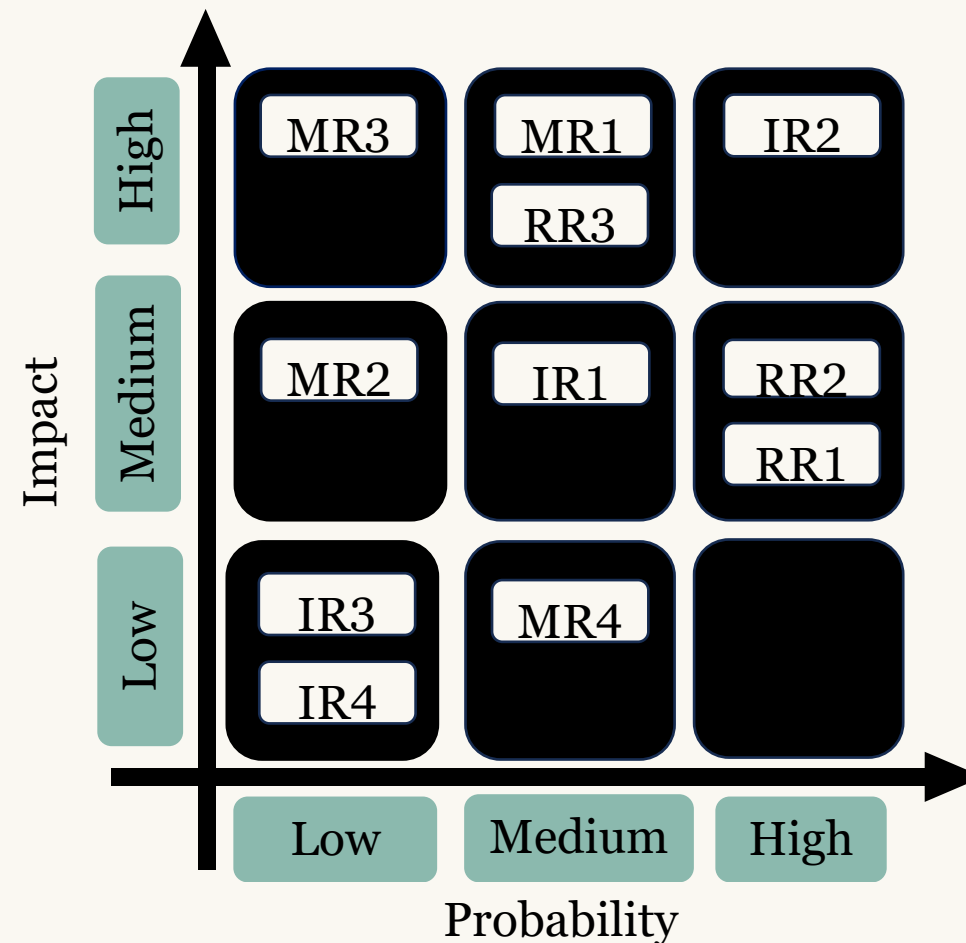 High
MR3
MR1
IR2
RR3
Impact
Medium
MR2
IR1
RR2
RR1
Low
IR3
MR4
IR4
Low
Medium
High
Probability